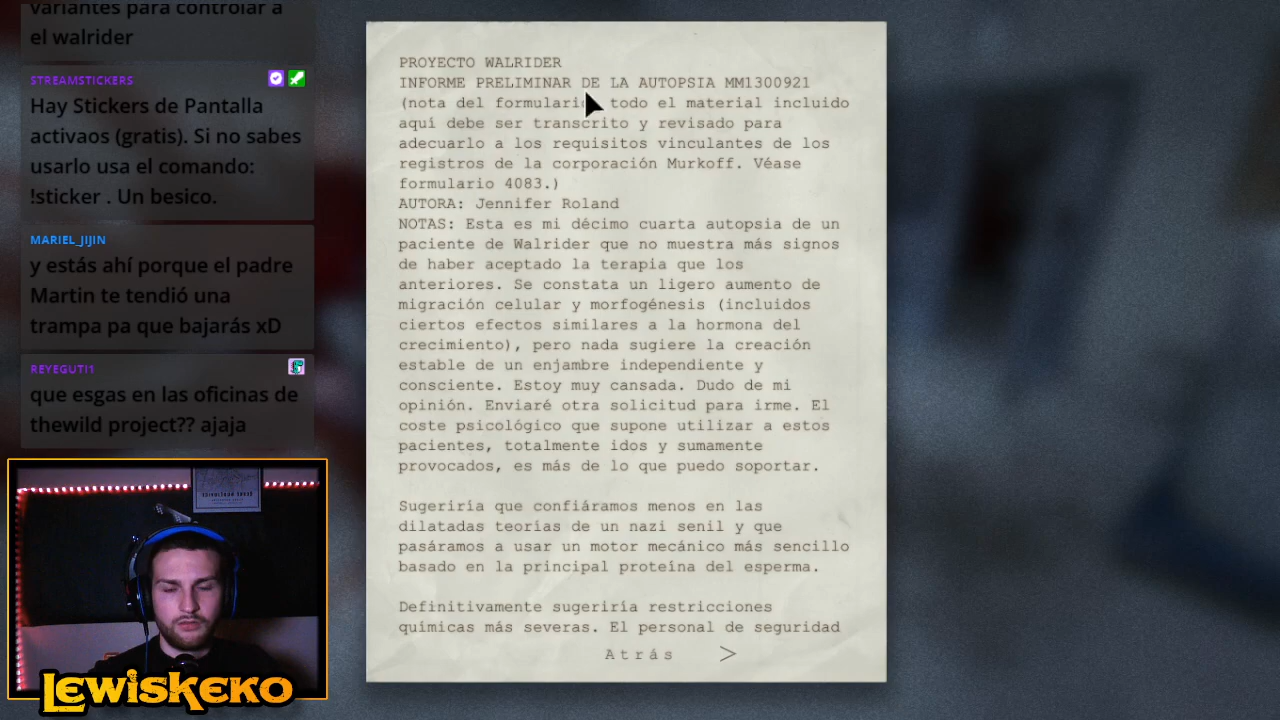 variantes para controlar a
el walrider
STREAMSTICKERS
Hay Stickers de Pantalla
activaos (gratis). Si no sabes
usarlo usa el comando:
!sticker . Un besico.
MARIEL_JIJIN
y estás ahí porque el padre
Martin te tendió una
trampa pa que bajarás xD
REYEGUTI1
que esgas en las oficinas de
thewild project?? ajaja
LEWISKEKO
PROYECTO WALRIDER
INFORME PRELIMINAR DE LA AUTOPSIA MM1300921
(nota del formulario: todo el material incluido
aquí debe ser transcrito y revisado para
adecuarlo a los requisitos vinculantes de los
registros de la corporación Murkoff. Véase
formulario 4083.)
AUTORA: Jennifer Roland
NOTAS: Esta es mi décimo cuarta autopsia de un
paciente de Walrider que no muestra más signos
de haber aceptado la terapia que los
anteriores. Se constata un ligero aumento de
migración celular y morfogénesis (incluidos
ciertos efectos similares a la hormona del
crecimiento), pero nada sugiere la creación
estable de un enjambre independiente y
consciente. Estoy muy cansada. Dudo de mi
opinión. Enviaré otra solicitud para irme. El
coste psicológico que supone utilizar a estos
pacientes, totalmente idos y sumamente
provocados, es más de lo que puedo soportar.
Sugeriría que confiáramos menos en las
dilatadas teorías de un nazi senil y que
pasáramos a usar un motor mecánico más sencillo
basado en la principal proteína del esperma.
Definitivamente sugeriría restricciones
químicas más severas. El personal de seguridad
Atrás >